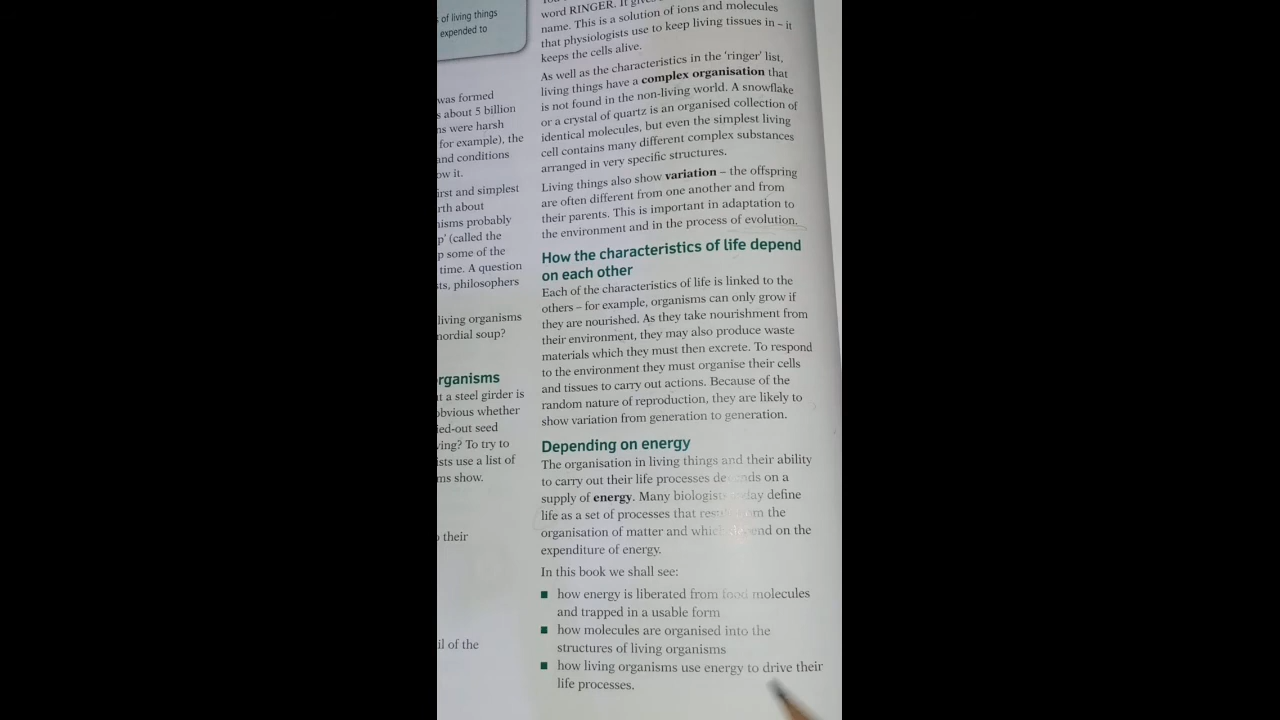 of living things
expended to
was formed
s about 5 billion
ns were harsh
for example), the
and conditions
ow it.
irst and simplest
rth about
nisms probably
p' (called the
p some of the
time. A question
sts, philosophers
living organisms
nordial soup?
rganisms
t a steel girder is
obvious whether
ied-out seed
ving? To try to
ists use a list of
ms show.
their
il of the
word RINGER. It
name. This is a solution of ions and molecules
that physiologists use to keep living tissues in – it
keeps the cells alive.
As well as the characteristics in the 'ringer' list,
living things have a complex organisation that
is not found in the non-living world. A snowflake
or a crystal of quartz is an organised collection of
identical molecules, but even the simplest living
cell contains many different complex substances
arranged in very specific structures.
Living things also show variation – the offspring
are often different from one another and from
their parents. This is important in adaptation to
the environment and in the process of evolution.
How the characteristics of life depend
on each other
Each of the characteristics of life is linked to the
others – for example, organisms can only grow if
they are nourished. As they take nourishment from
their environment, they may also produce waste
materials which they must then excrete. To respond
to the environment they must organise their cells
and tissues to carry out actions. Because of the
random nature of reproduction, they are likely to
show variation from generation to generation.
Depending on energy
The organisation in living things and their ability
to carry out their life processes depends on a
supply of energy. Many biologists today define
life as a set of processes that result from the
organisation of matter and which depend on the
expenditure of energy.
In this book we shall see:
■ how energy is liberated from food molecules
and trapped in a usable form
■ how molecules are organised into the
structures of living organisms
■ how living organisms use energy to drive their
life processes.